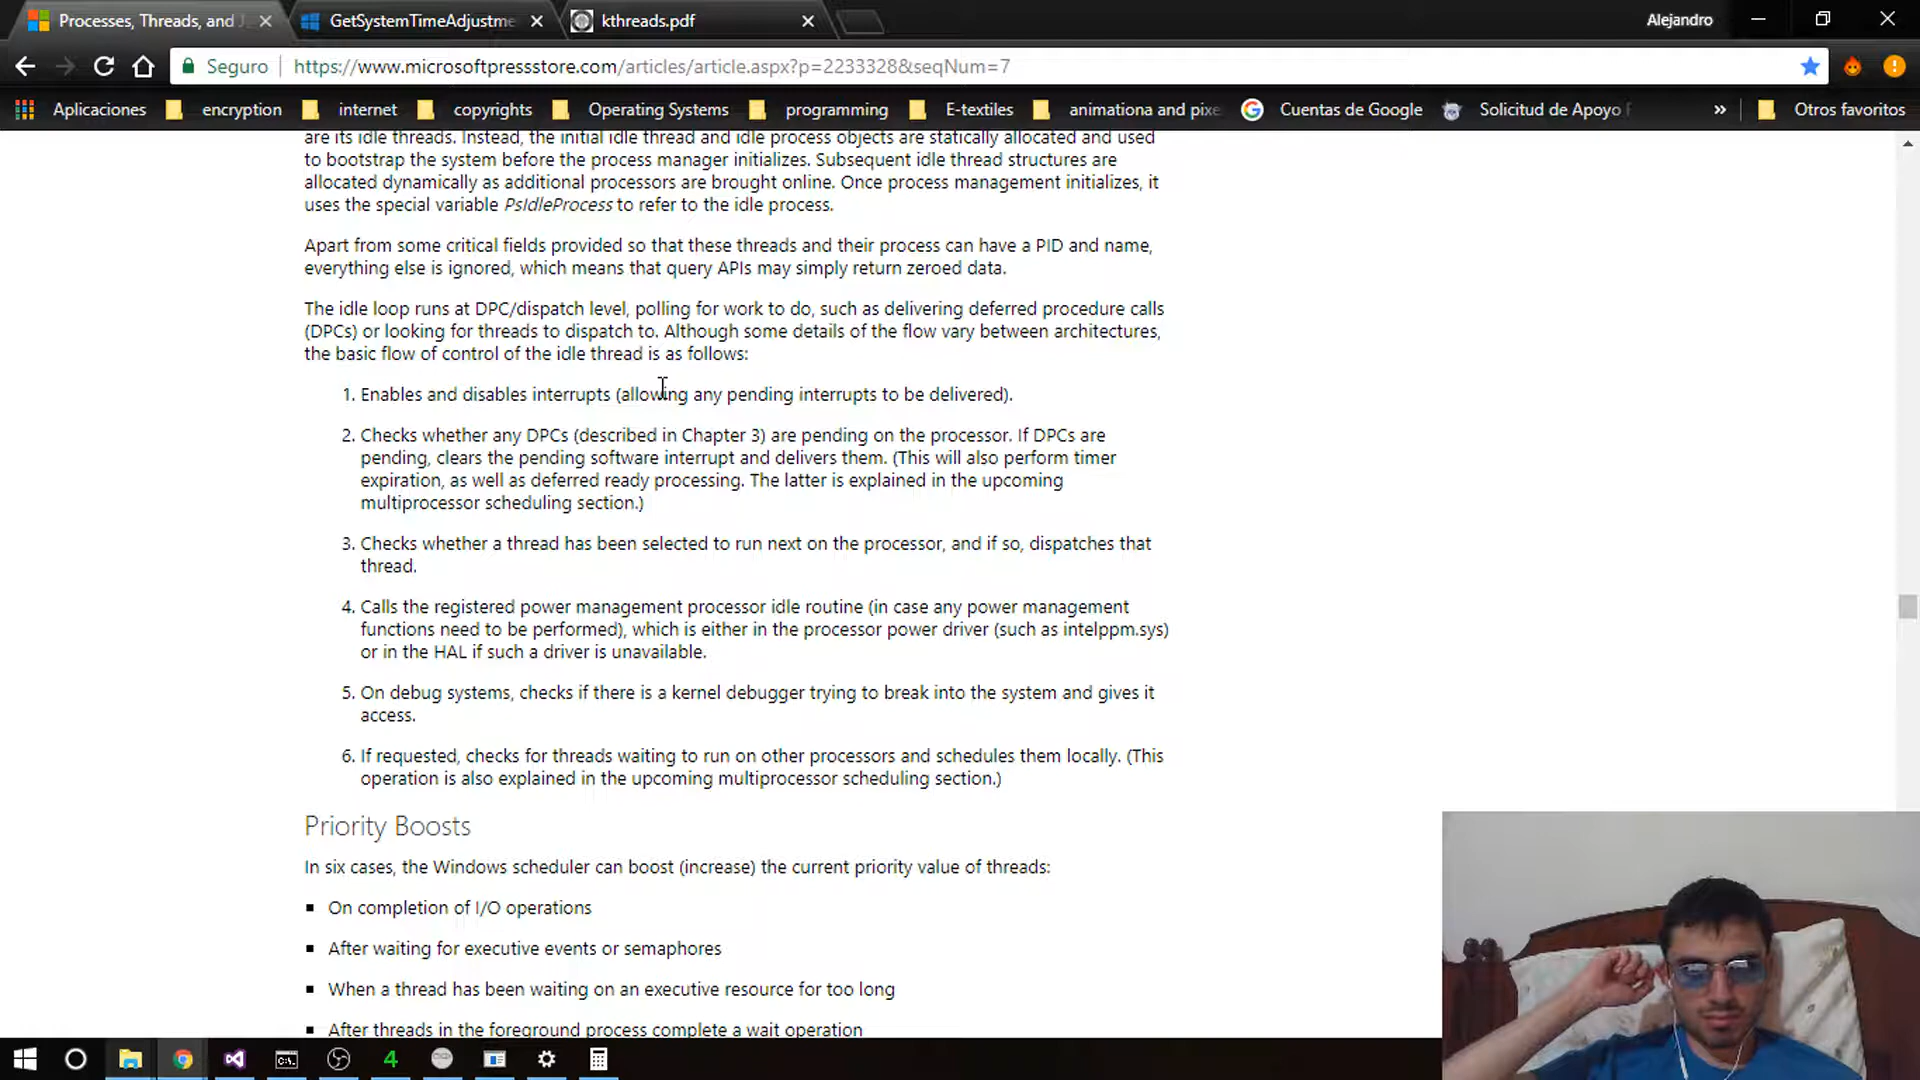 Processes, Threads, and J
GetSystemTimeAdjustme
kthreads.pdf
Alejandro
Seguro
https://www.microsoftpressstore.com/articles/article.aspx?p=2233328&seqNum=7
Aplicaciones
encryption
internet
copyrights
Operating Systems
programming
E-textiles
animationa and pixe
Cuentas de Google
Solicitud de Apoyo
»
Otros favoritos
are its idle threads. Instead, the initial idle thread and idle process objects are statically allocated and used
to bootstrap the system before the process manager initializes. Subsequent idle thread structures are
allocated dynamically as additional processors are brought online. Once process management initializes, it
uses the special variable PsIdleProcess to refer to the idle process.
Apart from some critical fields provided so that these threads and their process can have a PID and name,
everything else is ignored, which means that query APIs may simply return zeroed data.
The idle loop runs at DPC/dispatch level, polling for work to do, such as delivering deferred procedure calls
(DPCs) or looking for threads to dispatch to. Although some details of the flow vary between architectures,
the basic flow of control of the idle thread is as follows:
1. Enables and disables interrupts (allowing any pending interrupts to be delivered).
2. Checks whether any DPCs (described in Chapter 3) are pending on the processor. If DPCs are
pending, clears the pending software interrupt and delivers them. (This will also perform timer
expiration, as well as deferred ready processing. The latter is explained in the upcoming
multiprocessor scheduling section.)
3. Checks whether a thread has been selected to run next on the processor, and if so, dispatches that
thread.
4. Calls the registered power management processor idle routine (in case any power management
functions need to be performed), which is either in the processor power driver (such as intelppm.sys)
or in the HAL if such a driver is unavailable.
5. On debug systems, checks if there is a kernel debugger trying to break into the system and gives it
access.
6. If requested, checks for threads waiting to run on other processors and schedules them locally. (This
operation is also explained in the upcoming multiprocessor scheduling section.)
Priority Boosts
In six cases, the Windows scheduler can boost (increase) the current priority value of threads:
On completion of I/O operations
After waiting for executive events or semaphores
When a thread has been waiting on an executive resource for too long
After threads in the foreground process complete a wait operation
4